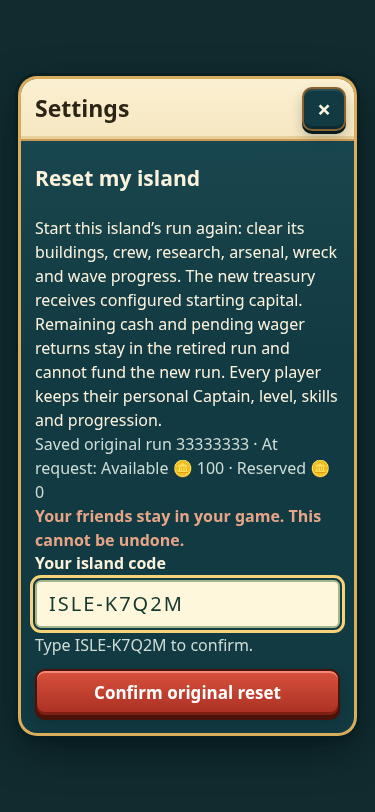 Settings
×
Reset my island
Start this island’s run again: clear its
buildings, crew, research, arsenal, wreck
and wave progress. The new treasury
receives configured starting capital.
Remaining cash and pending wager
returns stay in the retired run and
cannot fund the new run. Every player
keeps their personal Captain, level, skills
and progression.
Saved original run 33333333 · At
request: Available 🪙 100 · Reserved 🪙
0
Your friends stay in your game. This
cannot be undone.
Your island code
ISLE-K7Q2M
Type ISLE-K7Q2M to confirm.
Confirm original reset